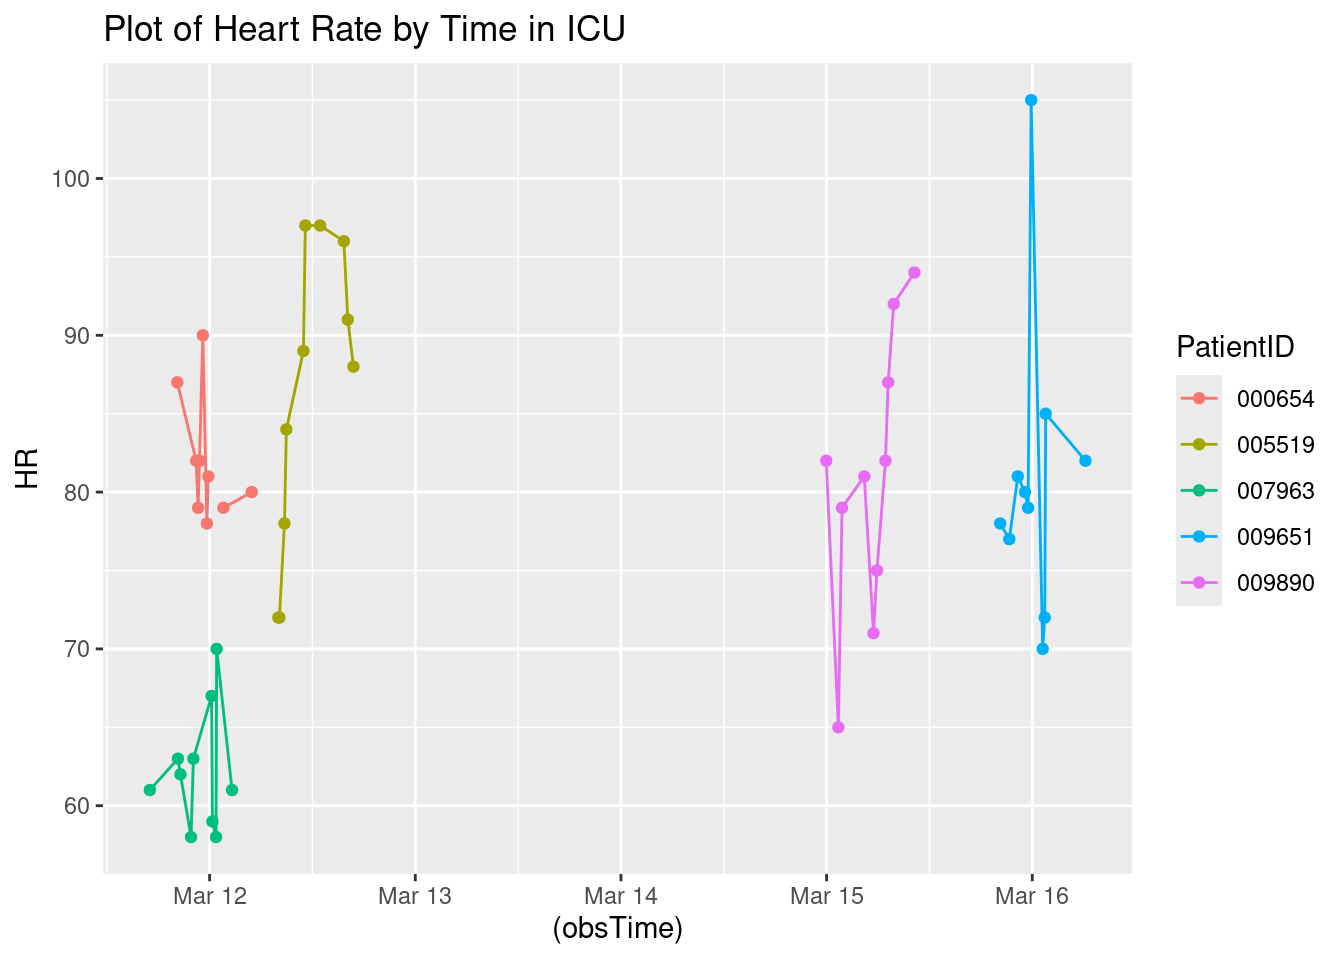 Plot of Heart Rate by Time in ICU
HR
100
90
80
70
60
Mar 12
Mar 13
Mar 14
Mar 15
Mar 16
(obsTime)
PatientID
000654
005519
007963
009651
009890